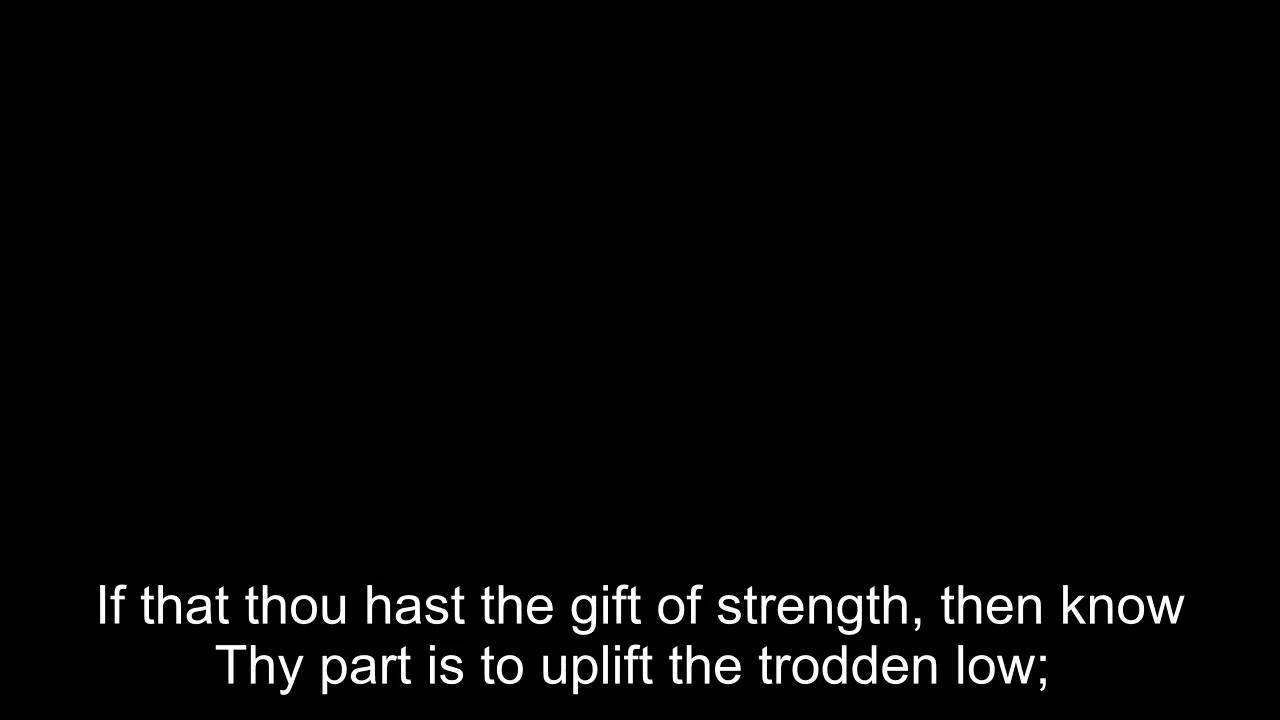 If that thou hast the gift of strength, then know
Thy part is to uplift the trodden low;